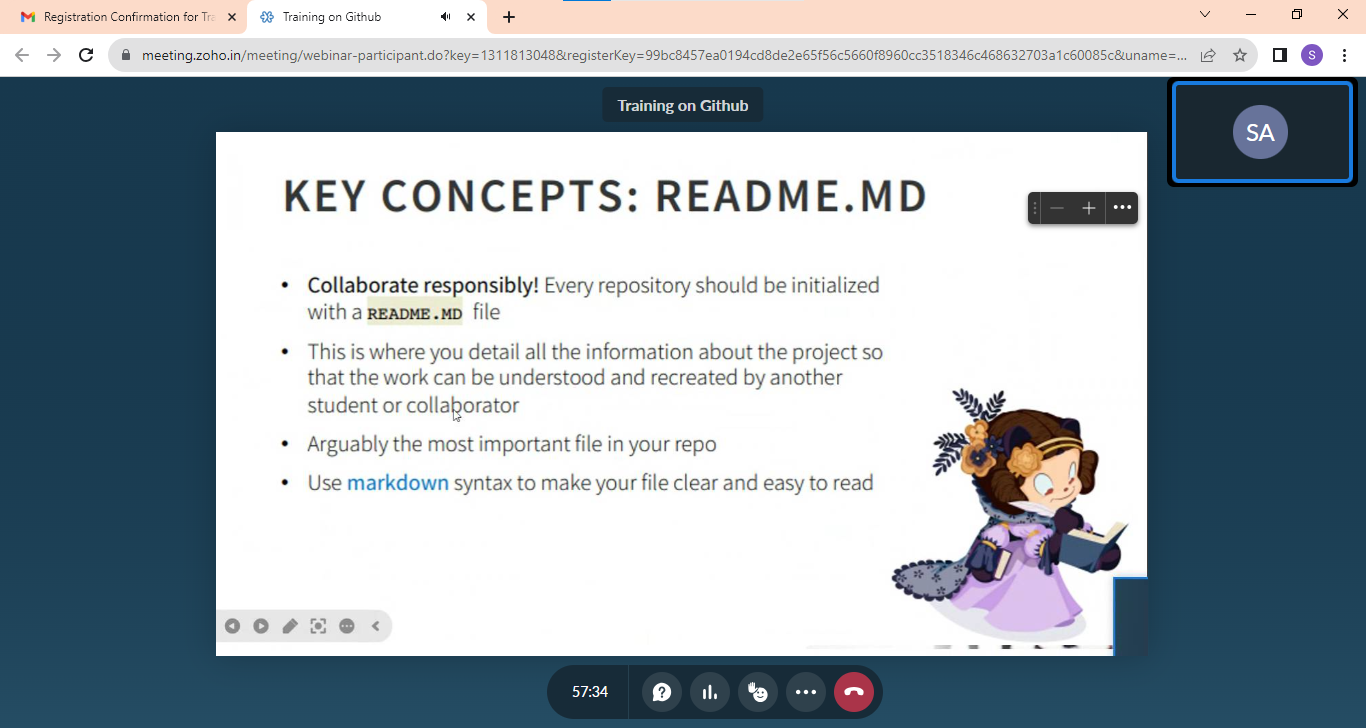 Registration Confirmation for Tra
Training on Github
meeting.zoho.in/meeting/webinar-participant.do?key=1311813048&registerKey=99bc8457ea0194cd8de2e65f56c5660f8960cc3518346c468632703a1c60085c&uname=...
S
Training on Github
SA
KEY CONCEPTS: README.MD
• Collaborate responsibly! Every repository should be initialized
with a README.MD file
• This is where you detail all the information about the project so
that the work can be understood and recreated by another
student or collaborator
• Arguably the most important file in your repo
• Use markdown syntax to make your file clear and easy to read
57:34